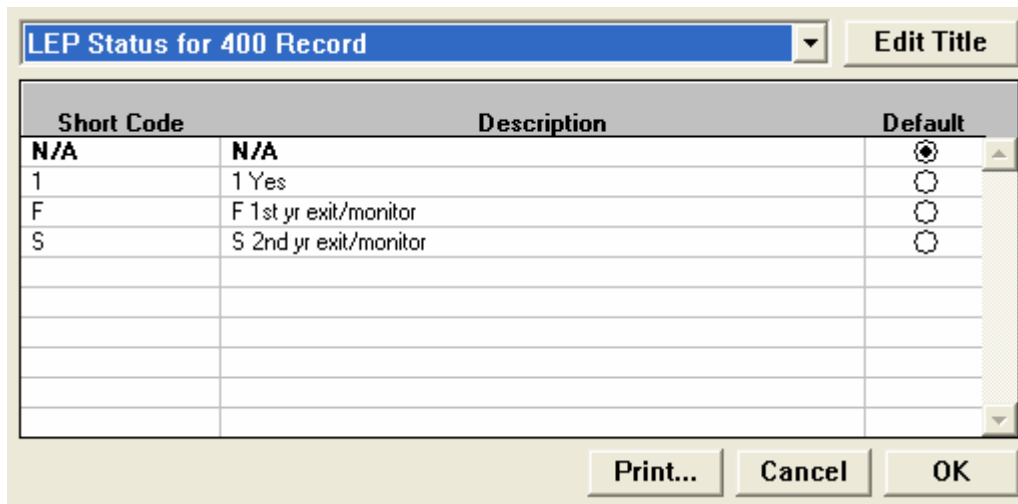 LEP Status for 400 Record Edit Title
Short Code Description Default
N/A N/A
1 1 Yes
F F 1st yr exit/monitor
S S 2nd yr exit/monitor
Print... Cancel OK